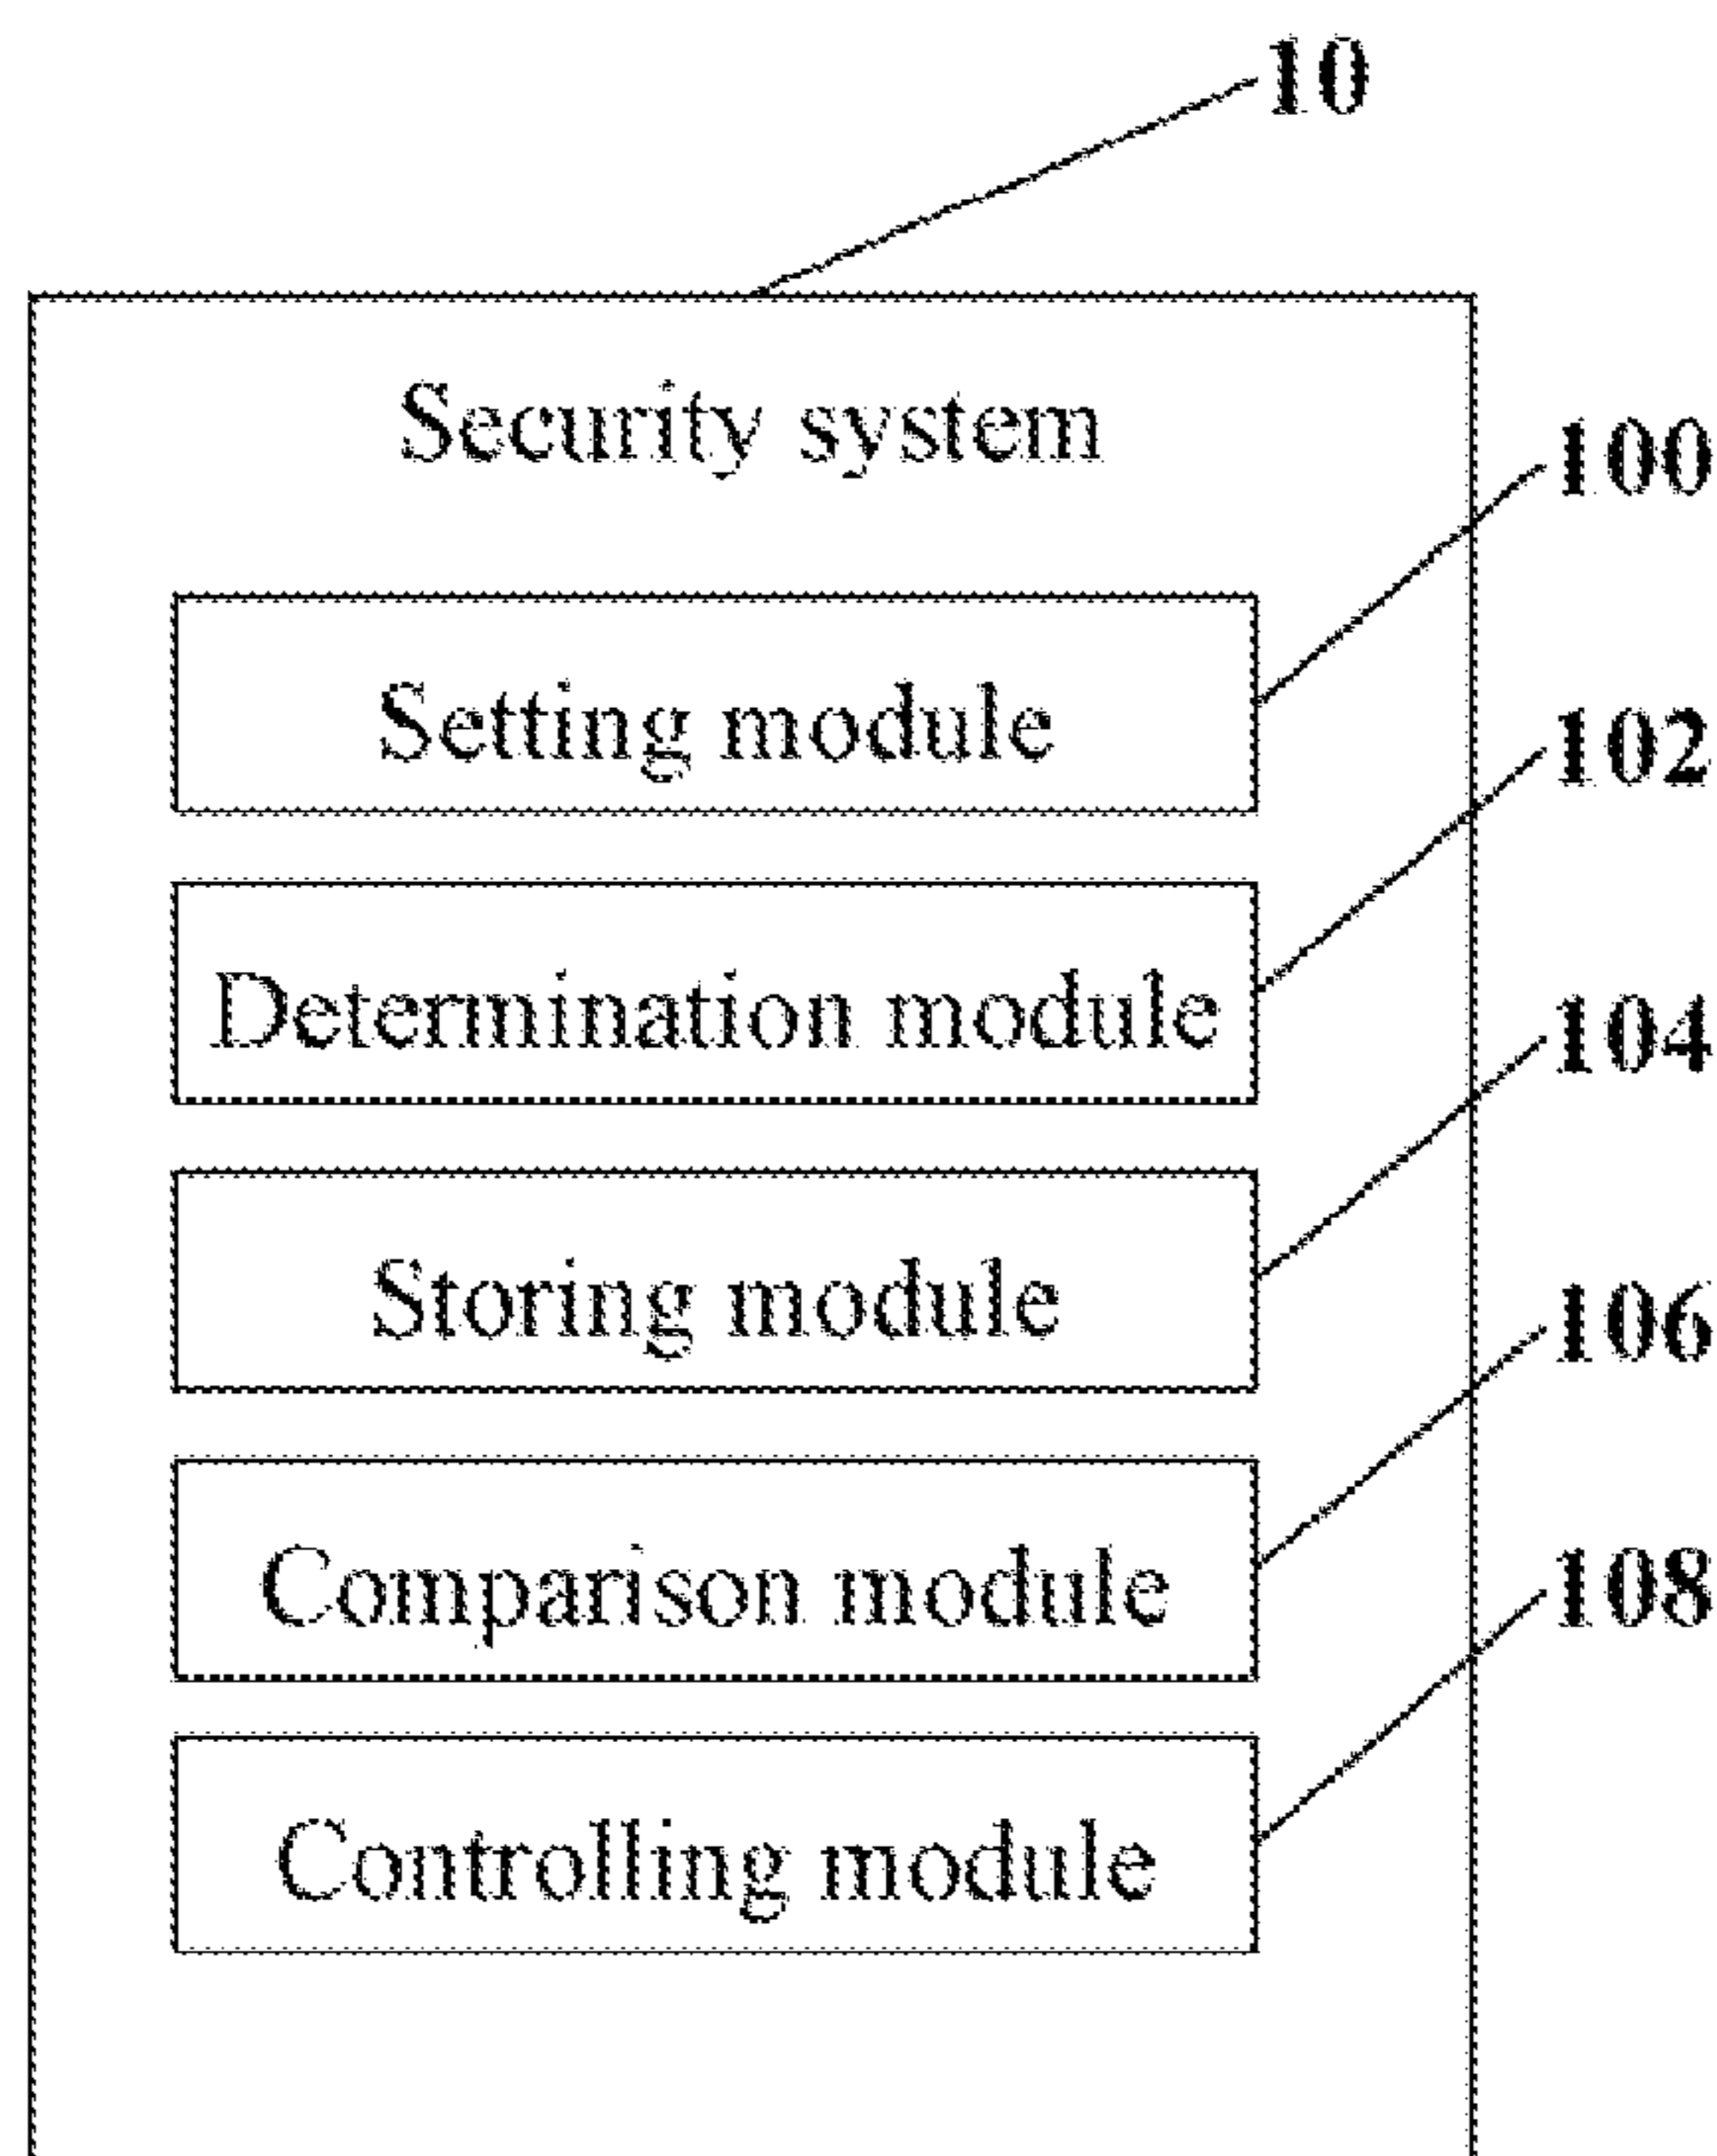 10
Security system
100
Setting module
102
Determination module
104
Storing module
106
Comparison module
108
Controlling module